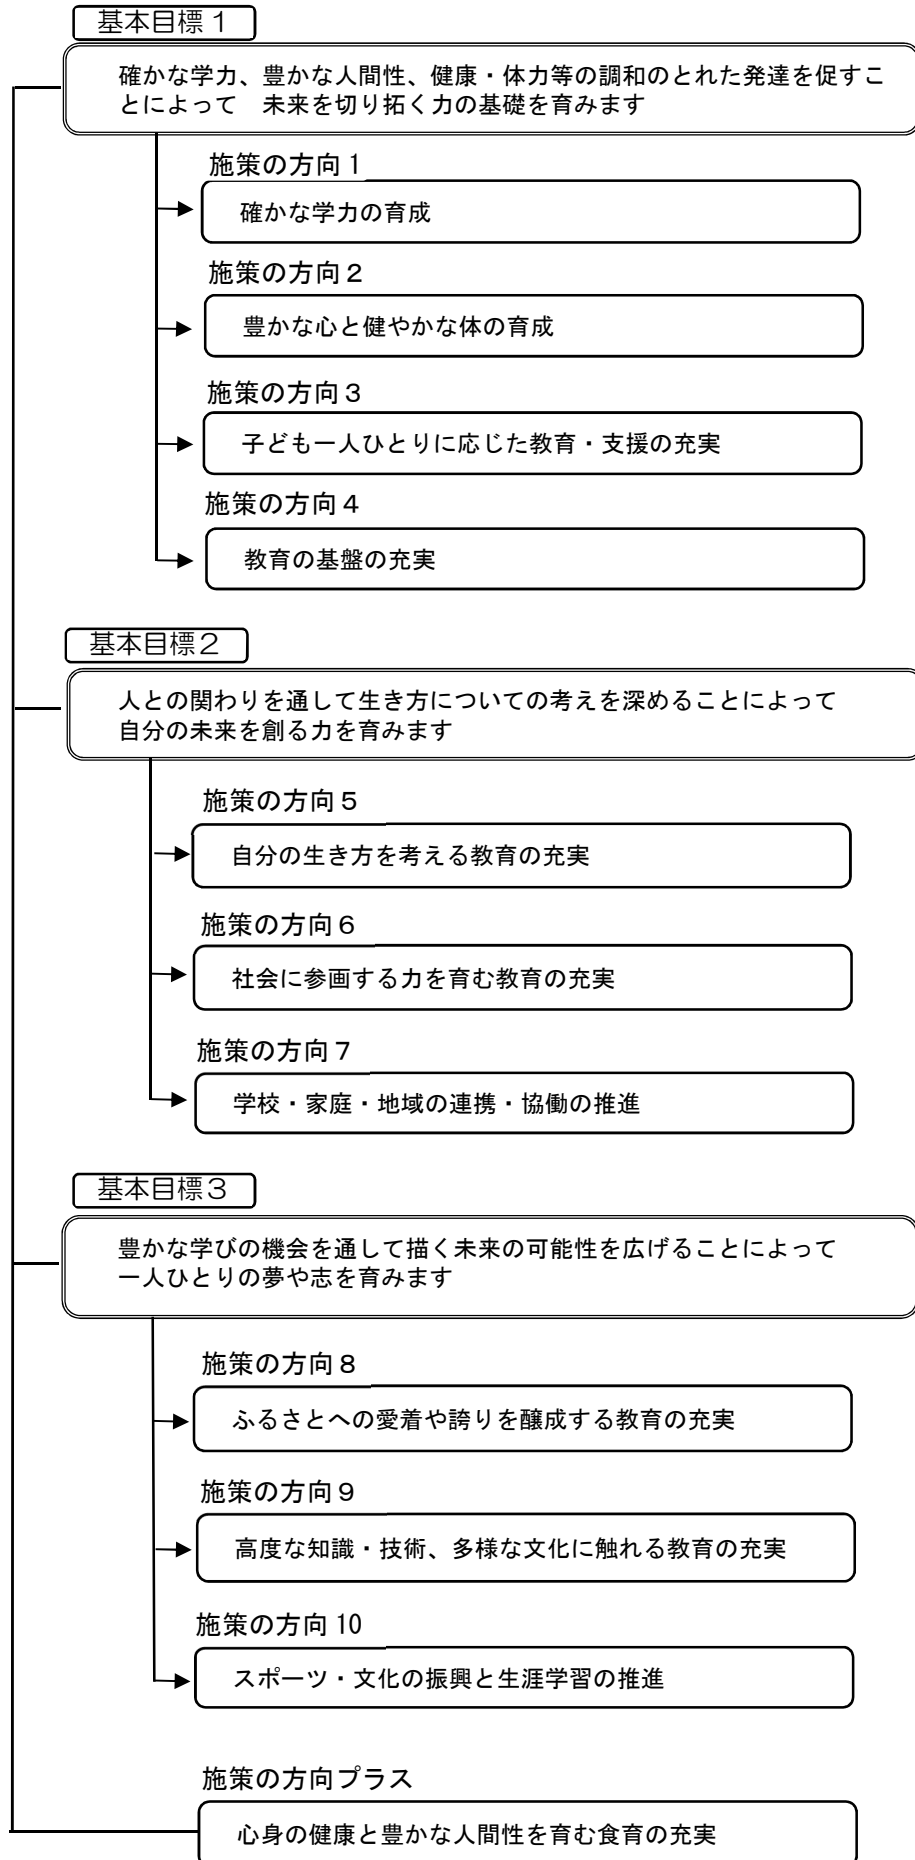 基本目標１
確かな学力、豊かな人間性、健康・体力等の調和のとれた発達を促すこ
とによって　未来を切り拓く力の基礎を育みます
施策の方向１
確かな学力の育成
施策の方向２
豊かな心と健やかな体の育成
施策の方向３
子ども一人ひとりに応じた教育・支援の充実
施策の方向４
教育の基盤の充実
基本目標２
人との関わりを通して生き方についての考えを深めることによって
自分の未来を創る力を育みます
施策の方向５
自分の生き方を考える教育の充実
施策の方向６
社会に参画する力を育む教育の充実
施策の方向７
学校・家庭・地域の連携・協働の推進
基本目標３
豊かな学びの機会を通して描く未来の可能性を広げることによって
一人ひとりの夢や志を育みます
施策の方向８
ふるさとへの愛着や誇りを醸成する教育の充実
施策の方向９
高度な知識・技術、多様な文化に触れる教育の充実
施策の方向 10
スポーツ・文化の振興と生涯学習の推進
施策の方向プラス
心身の健康と豊かな人間性を育む食育の充実